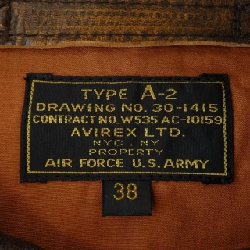 TYPE A-2
DRAWING NO. 30-1415
CONTRACT NO. W535 AC-10159
AVIREX LTD.
NYC., NY
PROPERTY
AIR FORCE U.S. ARMY
38